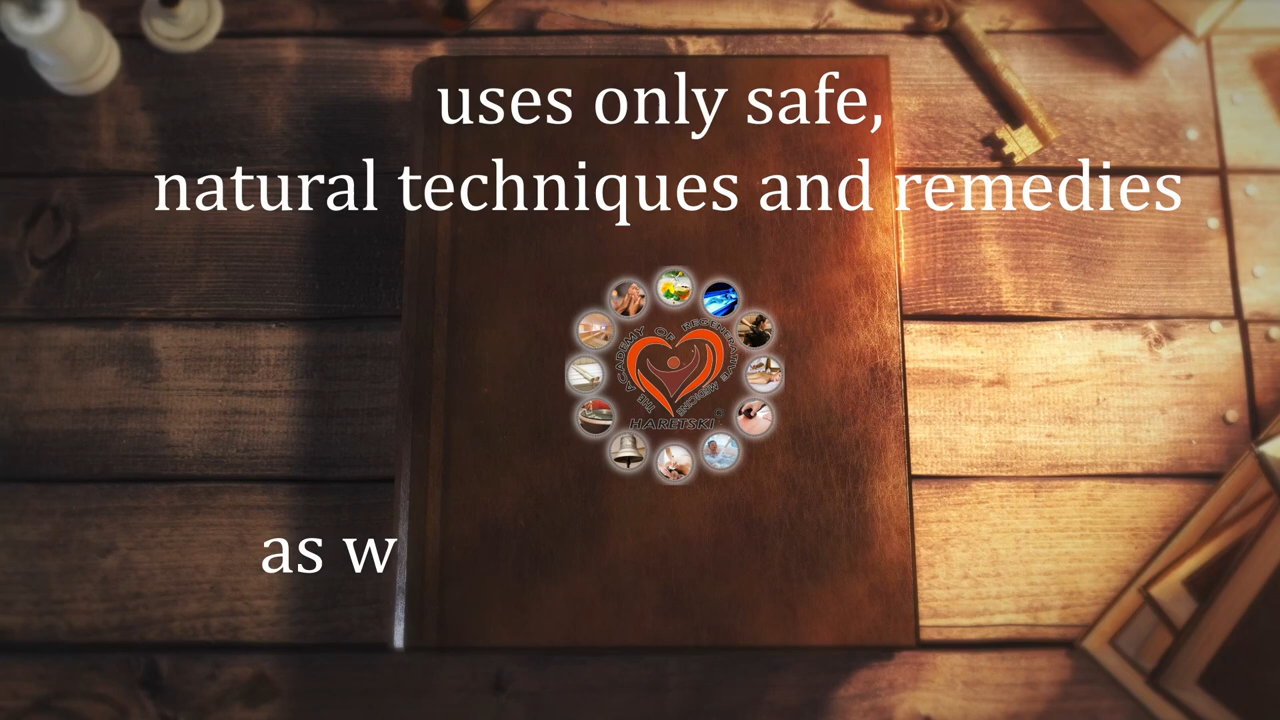 uses only safe,
natural techniques and remedies
THE ACADEMY OF REGENERATIVE MEDICINE
HARETSKI
as w